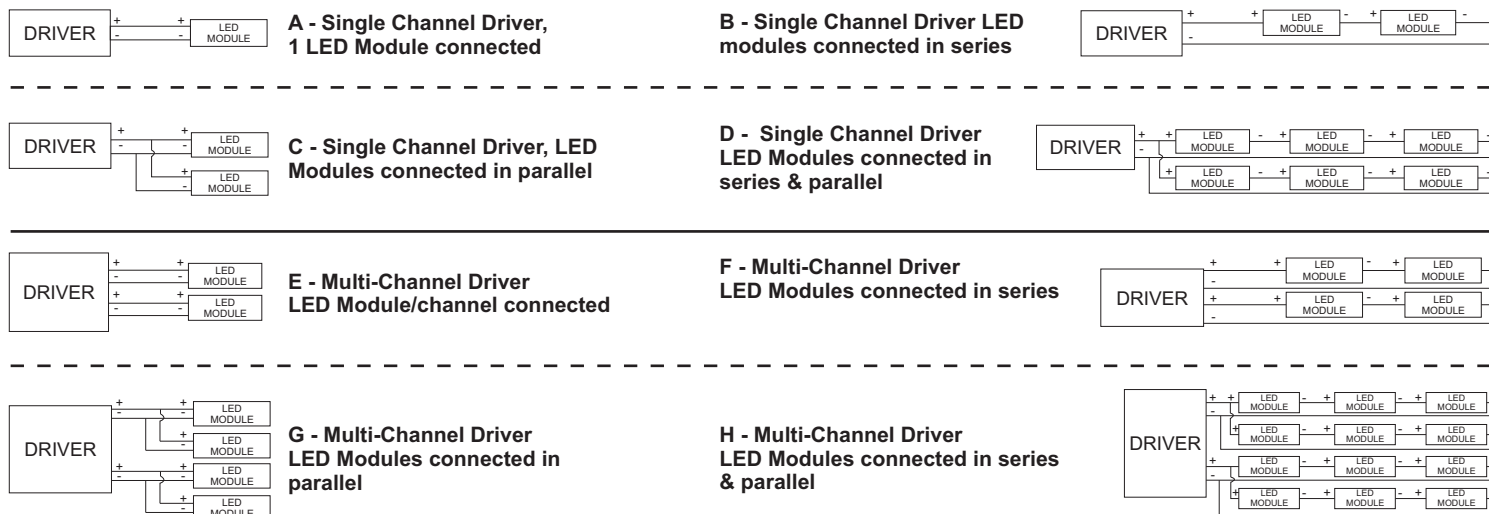 DRIVER
+ +
- -
LED
MODULE
A - Single Channel Driver,
1 LED Module connected
B - Single Channel Driver LED
modules connected in series
DRIVER
+ + - + -
-
LED
MODULE
LED
MODULE
DRIVER
+ +
- -
LED
MODULE
+
-
LED
MODULE
C - Single Channel Driver, LED
Modules connected in parallel
D - Single Channel Driver
LED Modules connected in
series & parallel
DRIVER
+ + - + - + -
-
LED
MODULE
LED
MODULE
LED
MODULE
+ - + - + -
LED
MODULE
LED
MODULE
LED
MODULE
DRIVER
+ +
- -
LED
MODULE
+ +
- -
LED
MODULE
E - Multi-Channel Driver
LED Module/channel connected
F - Multi-Channel Driver
LED Modules connected in series
DRIVER
+ + - +
-
LED
MODULE
LED
MODULE
+ + - +
-
LED
MODULE
LED
MODULE
DRIVER
+ +
- -
LED
MODULE
+
-
LED
MODULE
+ +
- -
LED
MODULE
+
-
LED
MODULE
G - Multi-Channel Driver
LED Modules connected in
parallel
H - Multi-Channel Driver
LED Modules connected in series
& parallel
DRIVER
+ + - + - +
-
LED
MODULE
LED
MODULE
LED
MODULE
+ - + - +
LED
MODULE
LED
MODULE
LED
MODULE
+ + - + - +
-
LED
MODULE
LED
MODULE
LED
MODULE
+ - + - +
LED
MODULE
LED
MODULE
LED
MODULE